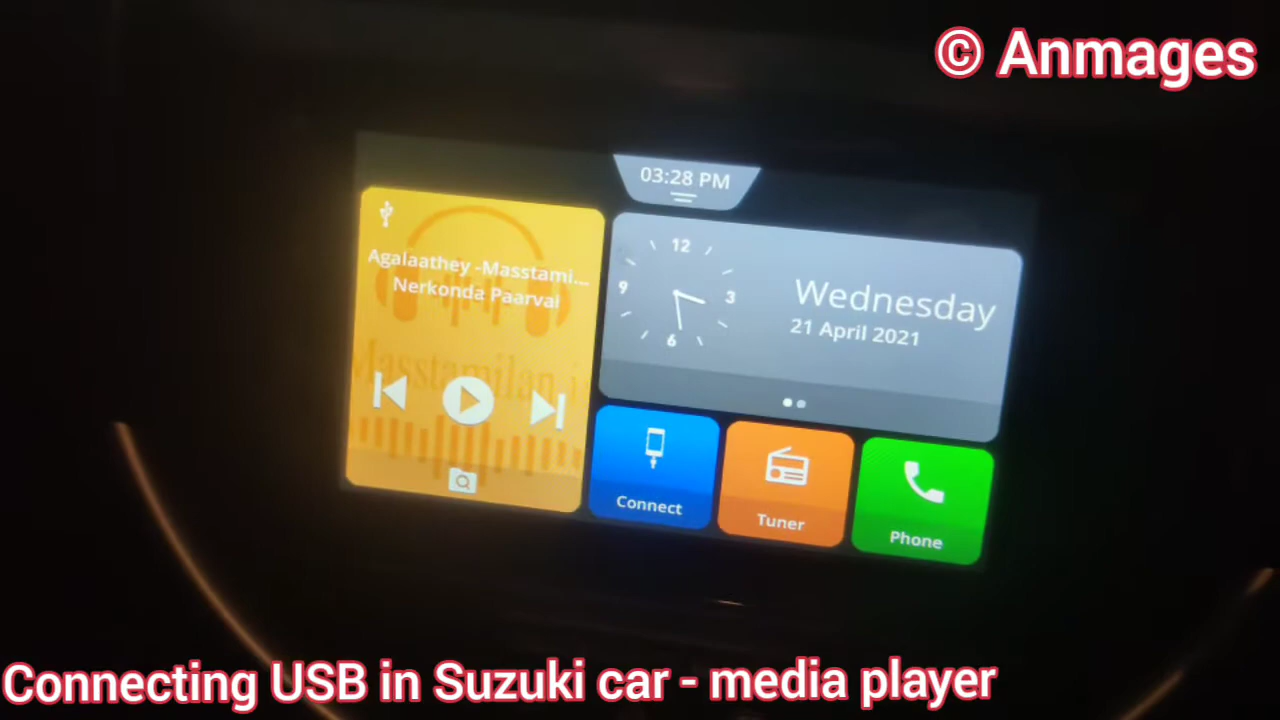 © Anmages
03:28 PM
Agalaathey -Masstami...
Nerkonda Paarvai
Masstamilan.i
12
9
3
6
Wednesday
21 April 2021
Connect
Tuner
Phone
Connecting USB in Suzuki car - media player